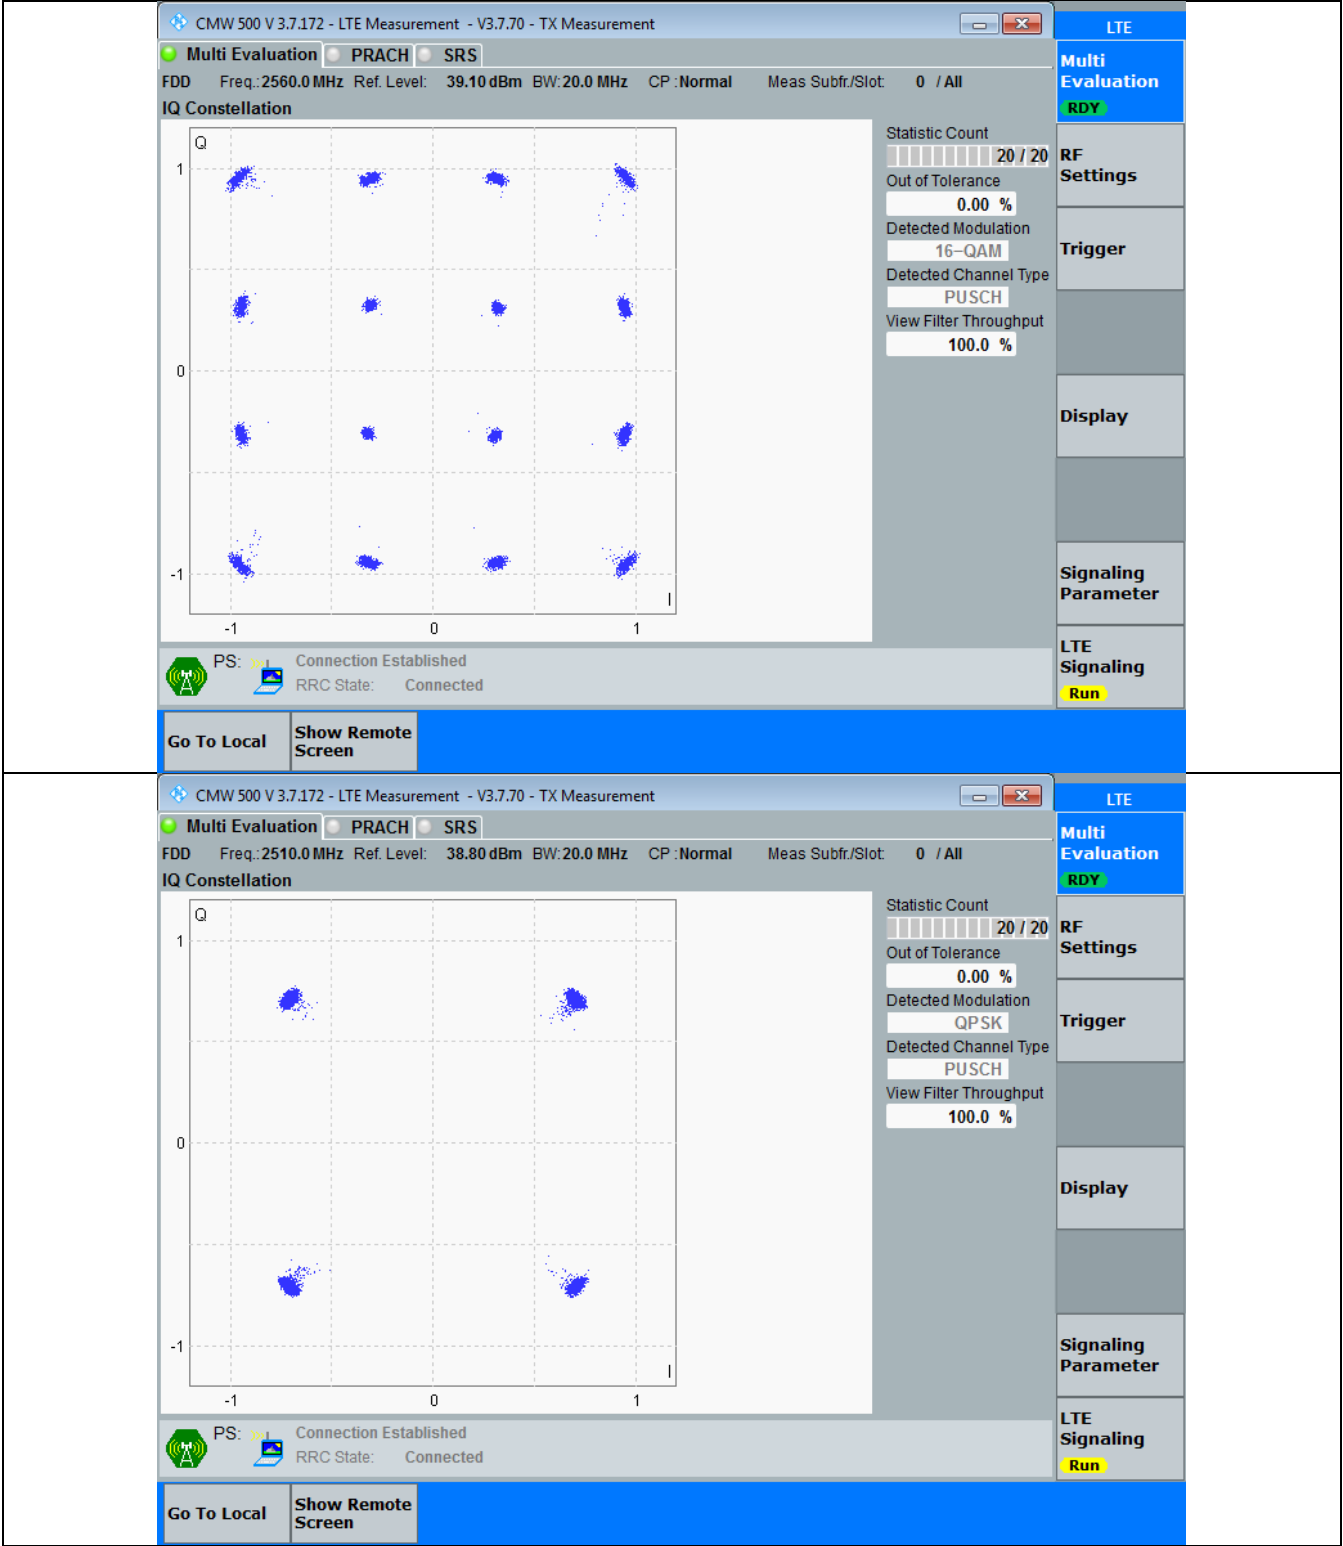 CMW 500 V 3.7.172 - LTE Measurement - V3.7.70 - TX Measurement
LTE
Multi Evaluation PRACH SRS
Multi
Evaluation
RDY
FDD Freq.: 2560.0 MHz Ref. Level: 39.10 dBm BW: 20.0 MHz CP : Normal Meas Subfr./Slot: 0 / All
IQ Constellation
Q
1
0
-1
I
-1 0 1
Statistic Count
20 / 20
Out of Tolerance
0.00 %
Detected Modulation
16-QAM
Detected Channel Type
PUSCH
View Filter Throughput
100.0 %
RF
Settings
Trigger
Display
Signaling
Parameter
LTE
Signaling
Run
PS: Connection Established
RRC State: Connected
Go To Local
Show Remote
Screen
CMW 500 V 3.7.172 - LTE Measurement - V3.7.70 - TX Measurement
LTE
Multi Evaluation PRACH SRS
Multi
Evaluation
RDY
FDD Freq.: 2510.0 MHz Ref. Level: 38.80 dBm BW: 20.0 MHz CP : Normal Meas Subfr./Slot: 0 / All
IQ Constellation
Q
1
0
-1
I
-1 0 1
Statistic Count
20 / 20
Out of Tolerance
0.00 %
Detected Modulation
QPSK
Detected Channel Type
PUSCH
View Filter Throughput
100.0 %
RF
Settings
Trigger
Display
Signaling
Parameter
LTE
Signaling
Run
PS: Connection Established
RRC State: Connected
Go To Local
Show Remote
Screen